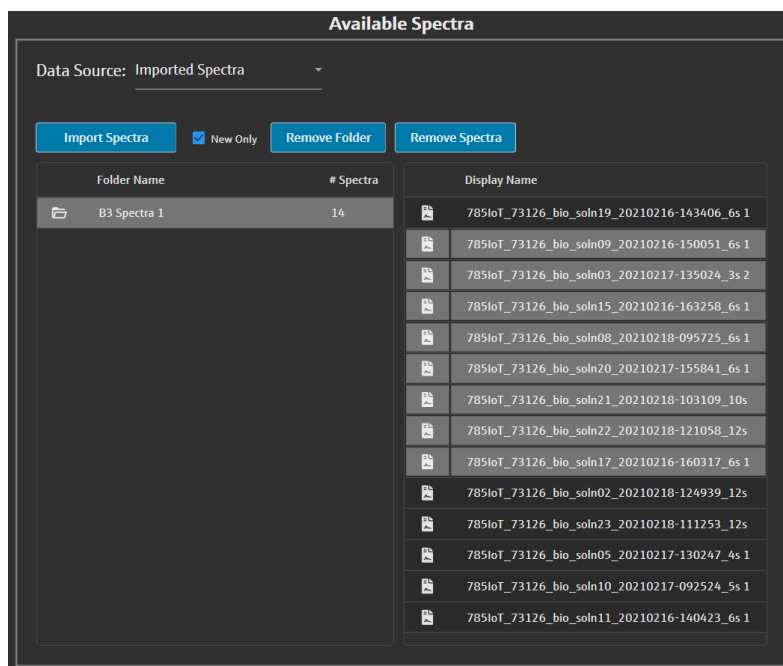 Available Spectra
Data Source: Imported Spectra
Import Spectra New Only Remove Folder Remove Spectra
Folder Name # Spectra
B3 Spectra 1 14
Display Name
785IoT_73126_bio_soln19_20210216-143406_6s 1
785IoT_73126_bio_soln09_20210216-150051_6s 1
785IoT_73126_bio_soln03_20210217-135024_3s 2
785IoT_73126_bio_soln15_20210216-163258_6s 1
785IoT_73126_bio_soln08_20210218-095725_6s 1
785IoT_73126_bio_soln20_20210217-155841_6s 1
785IoT_73126_bio_soln21_20210218-103109_10s
785IoT_73126_bio_soln22_20210218-121058_12s
785IoT_73126_bio_soln17_20210216-160317_6s 1
785IoT_73126_bio_soln02_20210218-124939_12s
785IoT_73126_bio_soln23_20210218-111253_12s
785IoT_73126_bio_soln05_20210217-130247_4s 1
785IoT_73126_bio_soln10_20210217-092524_5s 1
785IoT_73126_bio_soln11_20210216-140423_6s 1